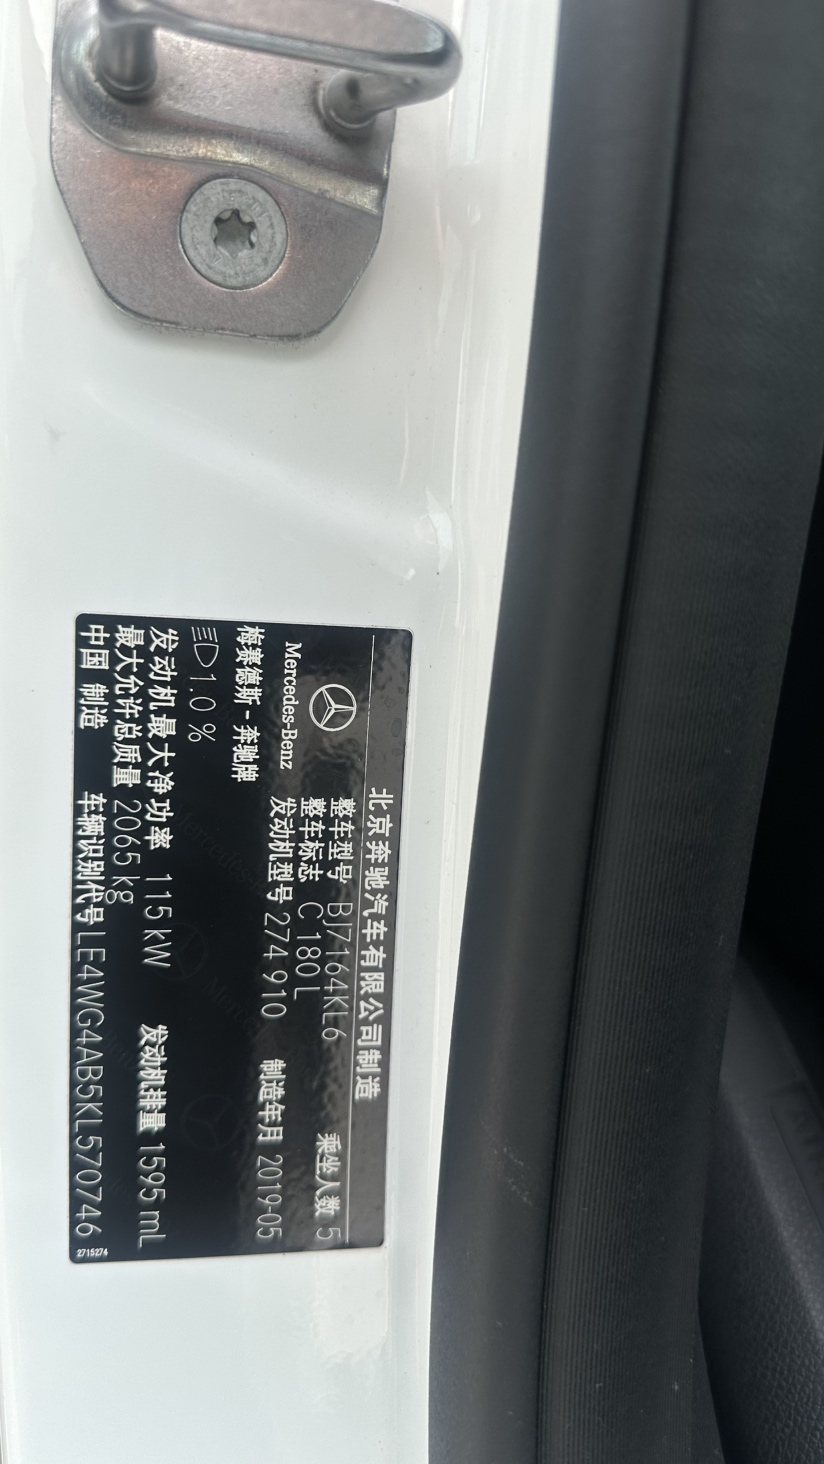 北京奔驰汽车有限公司制造
Mercedes-Benz
整车型号 BJ7164KL6
整车标志 C 180 L 乘坐人数 5
发动机型号 274 910 制造年月 2019-05
梅赛德斯-奔驰牌
1.0 %
发动机最大净功率 115 kW 发动机排量 1595 mL
最大允许总质量 2065 kg
中国 制造 车辆识别代号 LE4WG4AB5KL570746
2715274